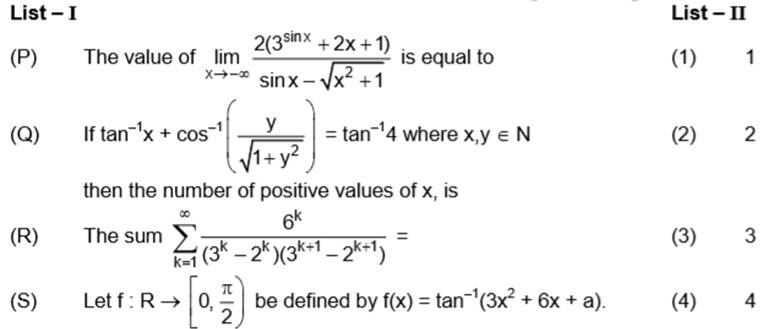 List – I List – II
(P) The value of lim x→−∞ 2(3^sin x + 2x + 1) / (sin x − √(x² + 1)) is equal to (1) 1
(Q) If tan⁻¹x + cos⁻¹(y / √(1 + y²)) = tan⁻¹4 where x,y ∈ N (2) 2
then the number of positive values of x, is
(R) The sum ∑_{k=1}^{∞} 6^k / ((3^k − 2^k)(3^{k+1} − 2^{k+1})) = (3) 3
(S) Let f : R → [0, π/2) be defined by f(x) = tan⁻¹(3x² + 6x + a). (4) 4